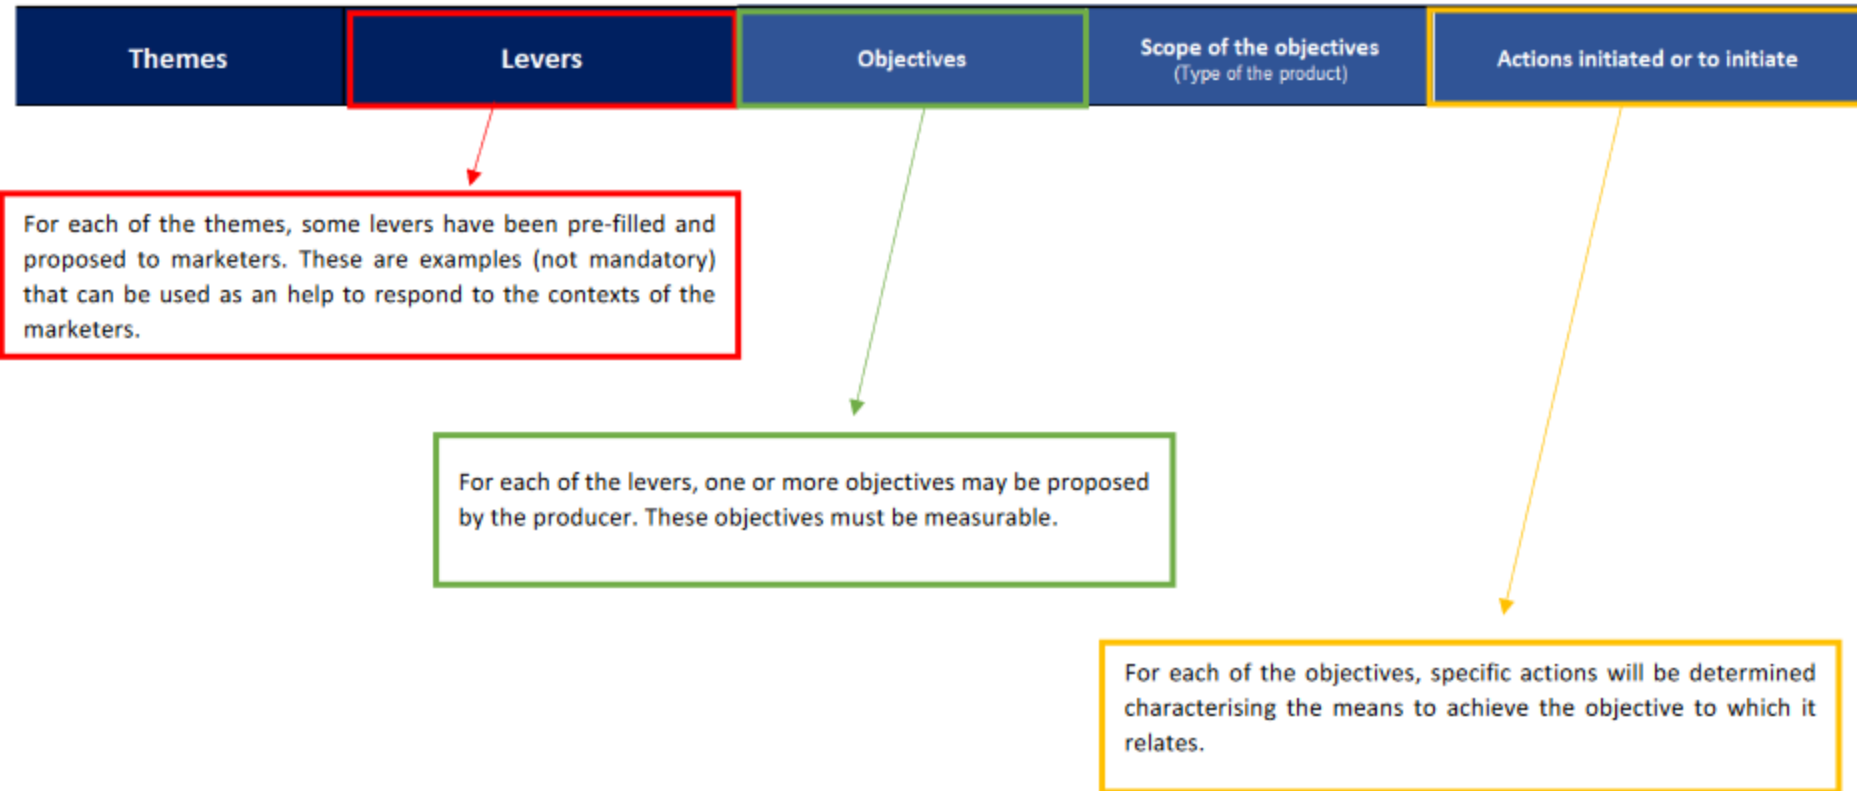 Themes
Levers
Objectives
Scope of the objectives
(Type of the product)
Actions initiated or to initiate
For each of the themes, some levers have been pre-filled and
proposed to marketers. These are examples (not mandatory)
that can be used as an help to respond to the contexts of the
marketers.
For each of the levers, one or more objectives may be proposed
by the producer. These objectives must be measurable.
For each of the objectives, specific actions will be determined
characterising the means to achieve the objective to which it
relates.